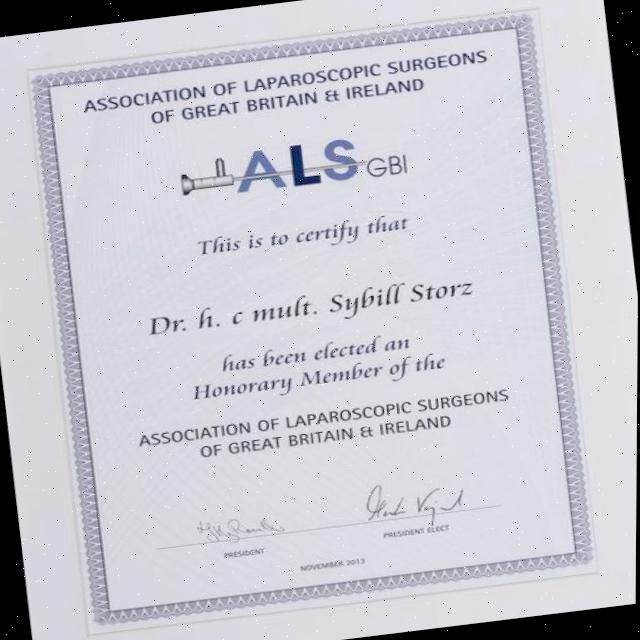 ASSOCIATION OF LAPAROSCOPIC SURGEONS
OF GREAT BRITAIN & IRELAND
ALS GBI
This is to certify that
Dr. h. c mult. Sybill Storz
has been elected an
Honorary Member of the
ASSOCIATION OF LAPAROSCOPIC SURGEONS
OF GREAT BRITAIN & IRELAND
PRESIDENT
PRESIDENT ELECT
NOVEMBER 2013